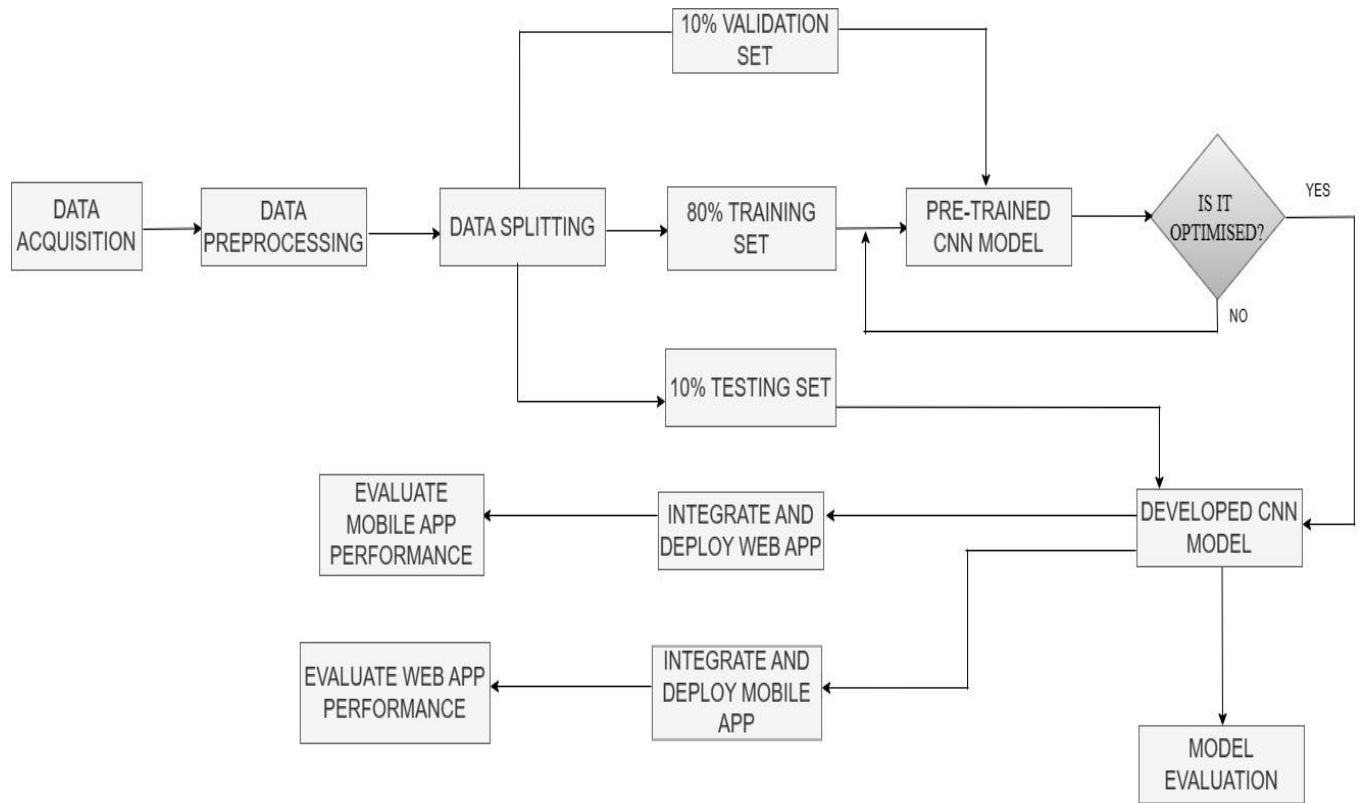 10% VALIDATION
SET
DATA
ACQUISITION
DATA
PREPROCESSING
DATA SPLITTING
80% TRAINING
SET
PRE-TRAINED
CNN MODEL
IS IT
OPTIMISED?
YES
NO
10% TESTING SET
EVALUATE
MOBILE APP
PERFORMANCE
INTEGRATE AND
DEPLOY WEB APP
DEVELOPED CNN
MODEL
EVALUATE WEB APP
PERFORMANCE
INTEGRATE AND
DEPLOY MOBILE
APP
MODEL
EVALUATION